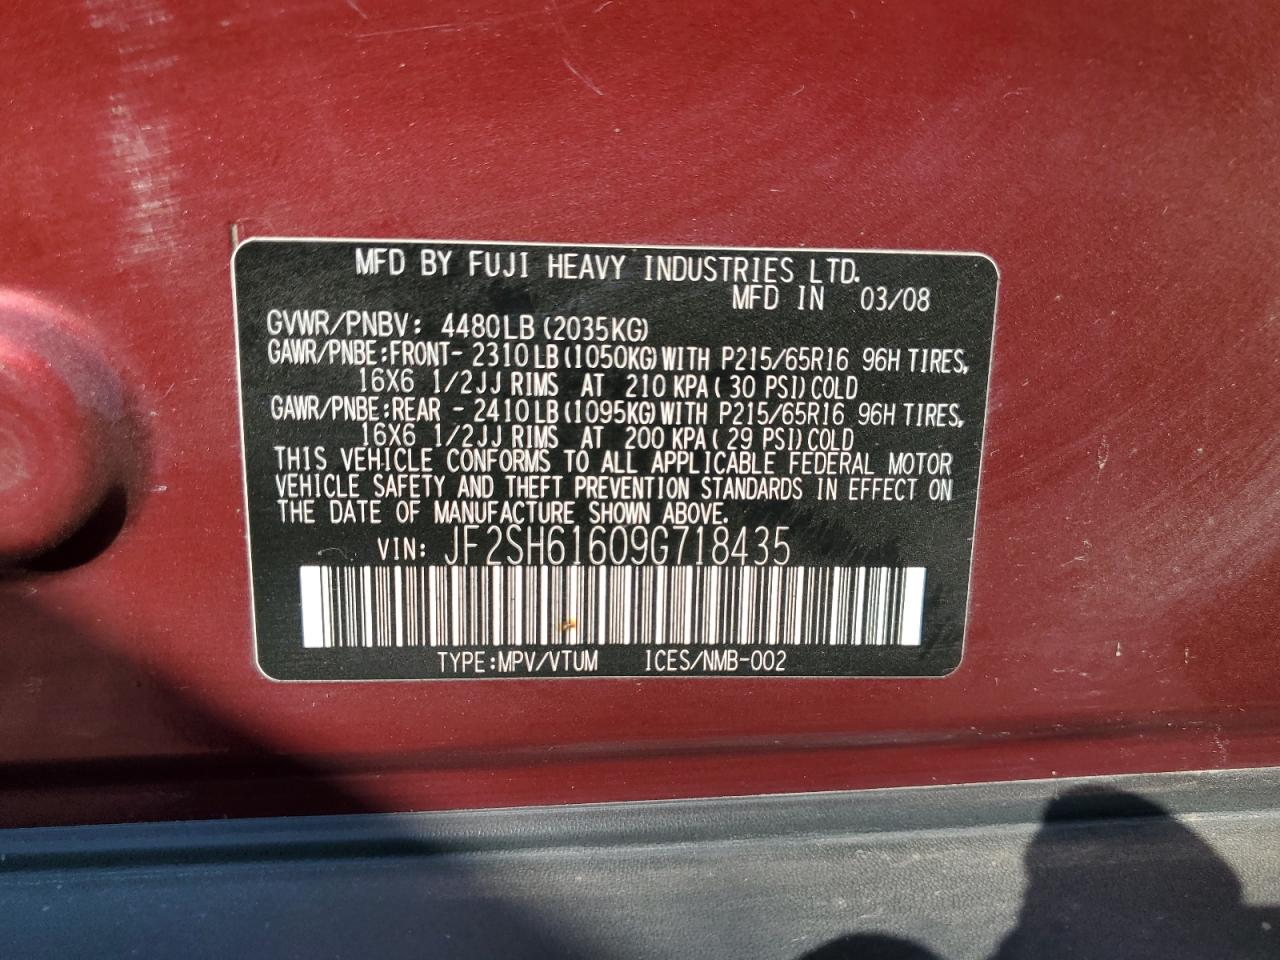 MFD BY FUJI HEAVY INDUSTRIES LTD.
MFD IN 03/08
GVWR/PNBV: 4480LB(2035KG)
GAWR/PNBE:FRONT- 2310LB(1050KG)WITH P215/65R16 96H TIRES,
16X6 1/2JJ RIMS AT 210 KPA( 30 PSI)COLD
GAWR/PNBE:REAR - 2410LB(1095KG)WITH P215/65R16 96H TIRES,
16X6 1/2JJ RIMS AT 200 KPA( 29 PSI)COLD
THIS VEHICLE CONFORMS TO ALL APPLICABLE FEDERAL MOTOR
VEHICLE SAFETY AND THEFT PREVENTION STANDARDS IN EFFECT ON
THE DATE OF MANUFACTURE SHOWN ABOVE.
VIN: JF2SH61609G718435
TYPE:MPV/VTUM ICES/NMB-002